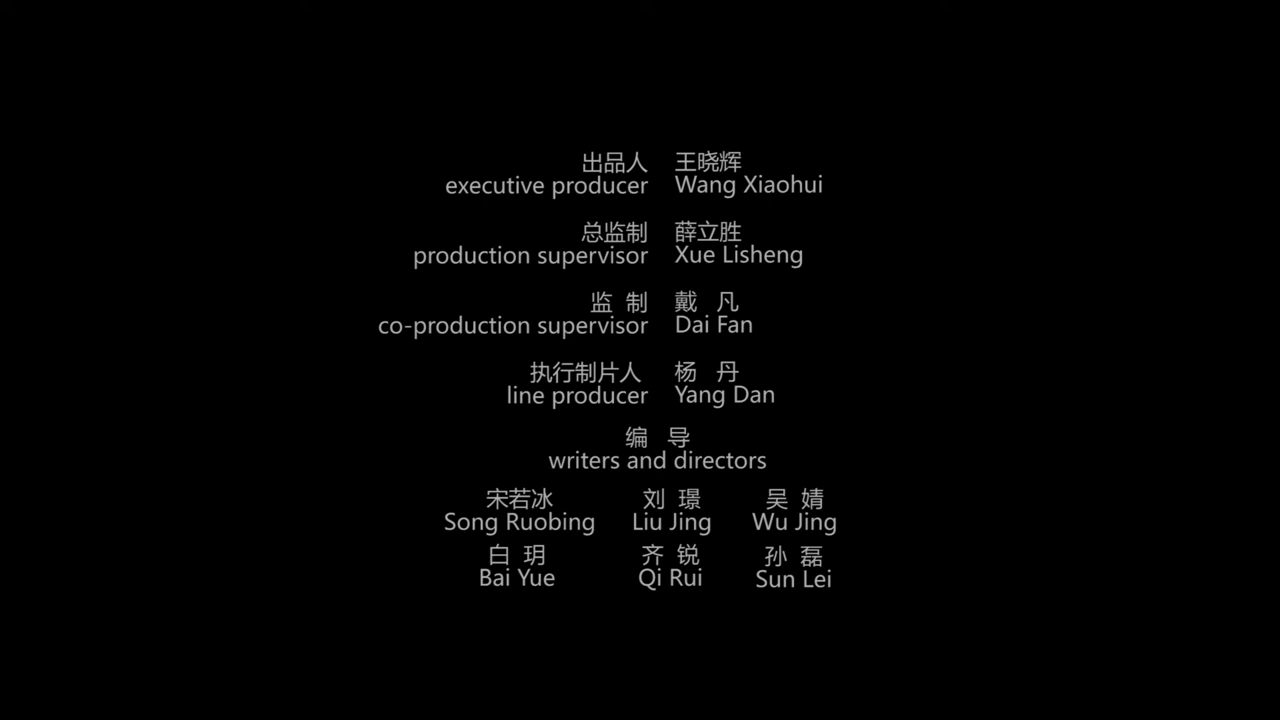 出品人 王晓辉
executive producer Wang Xiaohui
总监制 薛立胜
production supervisor Xue Lisheng
监 制 戴 凡
co-production supervisor Dai Fan
执行制片人 杨 丹
line producer Yang Dan
编 导
writers and directors
宋若冰 刘 璟 吴 婧
Song Ruobing Liu Jing Wu Jing
白 玥 齐 锐 孙 磊
Bai Yue Qi Rui Sun Lei